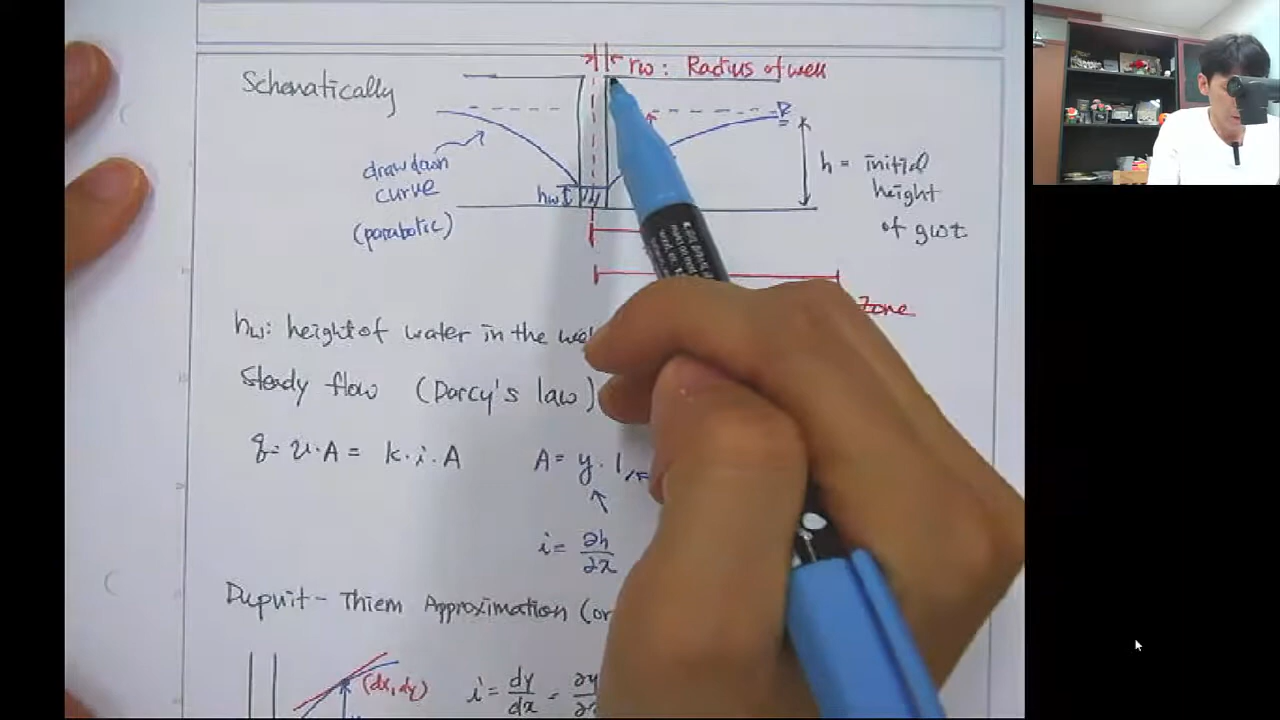 rw : Radius of well
Schematically
drawdown
curve
(parabolic)
hw
h = initial
height
of gwt
Zone
hw: height of water in the
Steady flow (Darcy's law)
q = v·A = k·i·A    A = y·1
i = ∂h/∂x
Dupuit - Thiem Approximation (or
(dx, dy)    i = dy/dx =